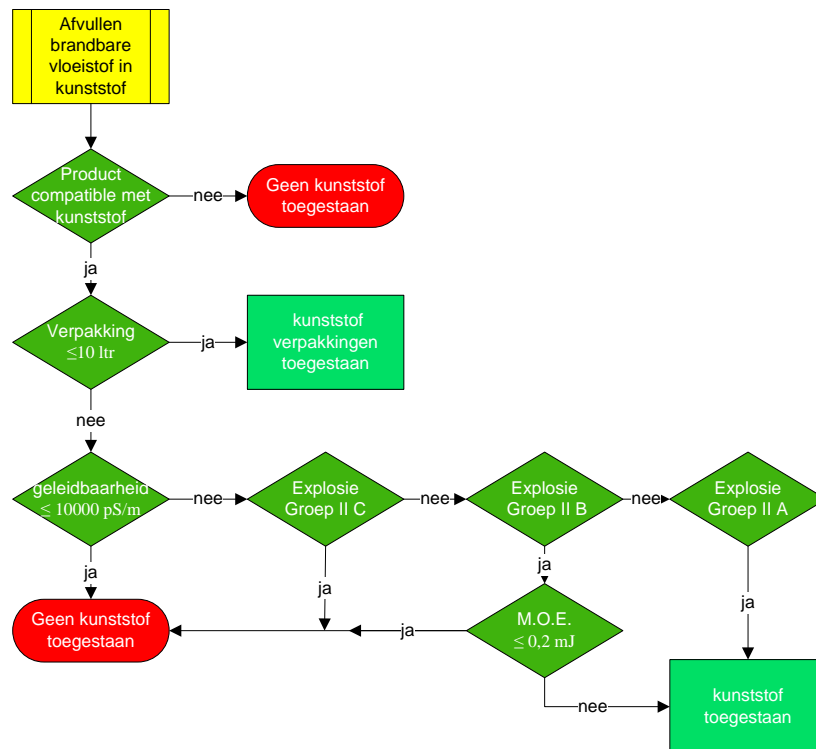 Afvullen
brandbare
vloeistof in
kunststof
Product
compatible met
kunststof
nee
Geen kunststof
toegestaan
ja
Verpakking
≤10 ltr
ja
kunststof
verpakkingen
toegestaan
nee
geleidbaarheid
≤ 10000 pS/m
nee
Explosie
Groep II C
nee
Explosie
Groep II B
nee
Explosie
Groep II A
ja
ja
ja
ja
Geen kunststof
toegestaan
ja
M.O.E.
≤ 0,2 mJ
nee
kunststof
toegestaan